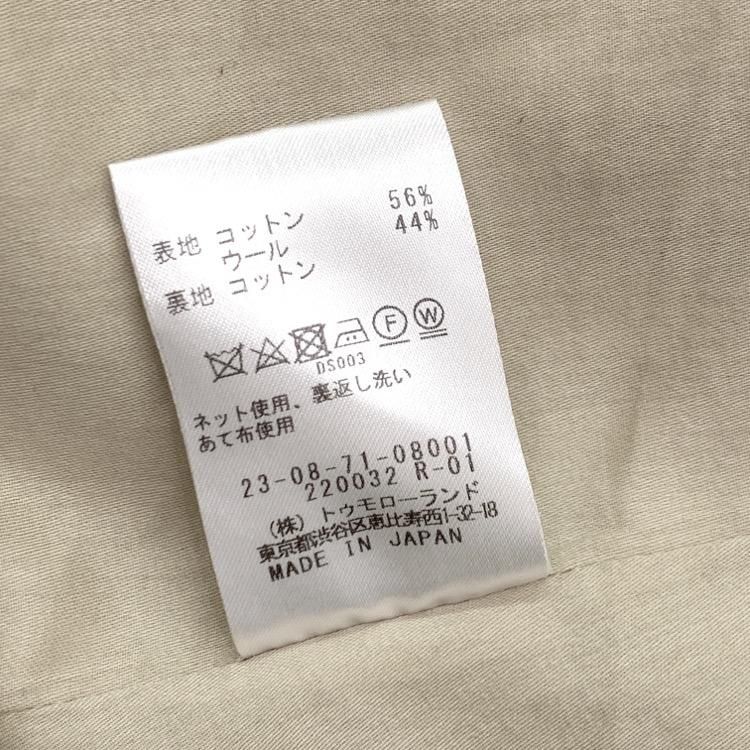 表地 コットン 56%
ウール 44%
裏地 コットン
F W
DS003
ネット使用、裏返し洗い
あて布使用
23-08-71-08001
220032 R-01
(株) トゥモローランド
東京都渋谷区恵比寿西1-32-18
MADE IN JAPAN